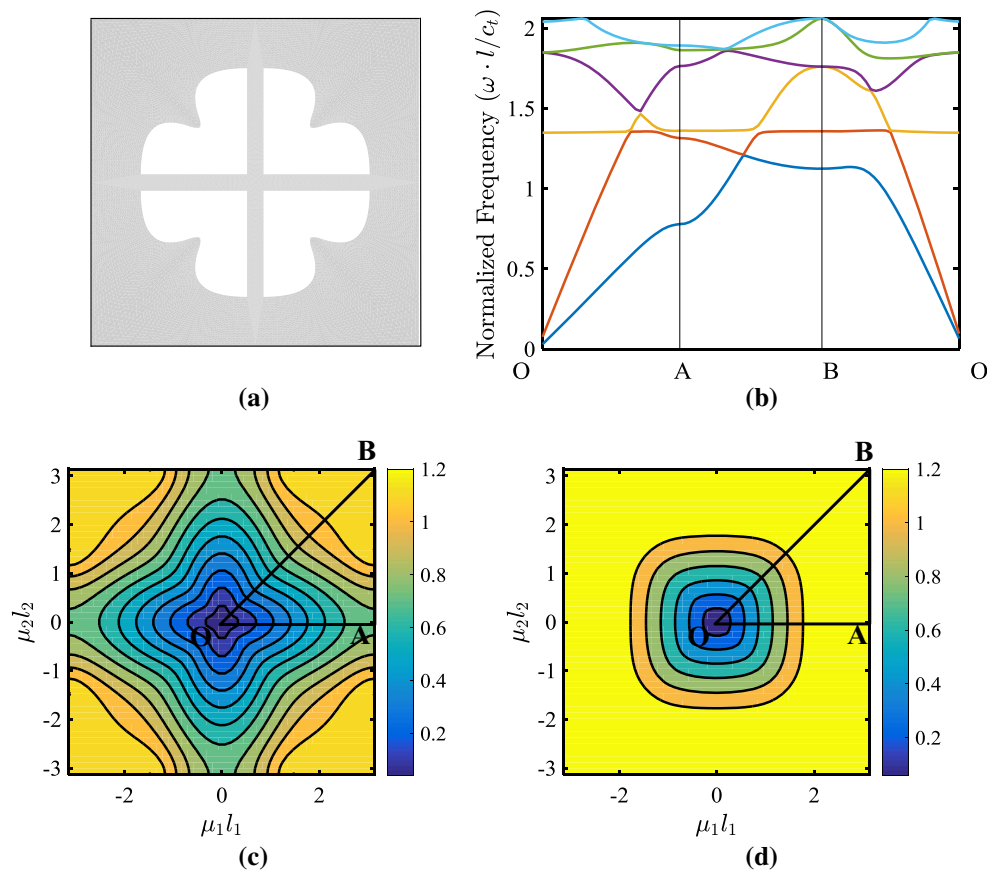 (a)
Normalized Frequency (ω · l/c_t)
2
1.5
1
0.5
0
O A B O
(b)
B
3
2
1
0
-1
-2
-3
μ₂l₂
O
A
-2 0 2
μ₁l₁
1.2
1
0.8
0.6
0.4
0.2
(c)
B
3
2
1
0
-1
-2
-3
μ₂l₂
O
A
-2 0 2
μ₁l₁
1.2
1
0.8
0.6
0.4
0.2
(d)